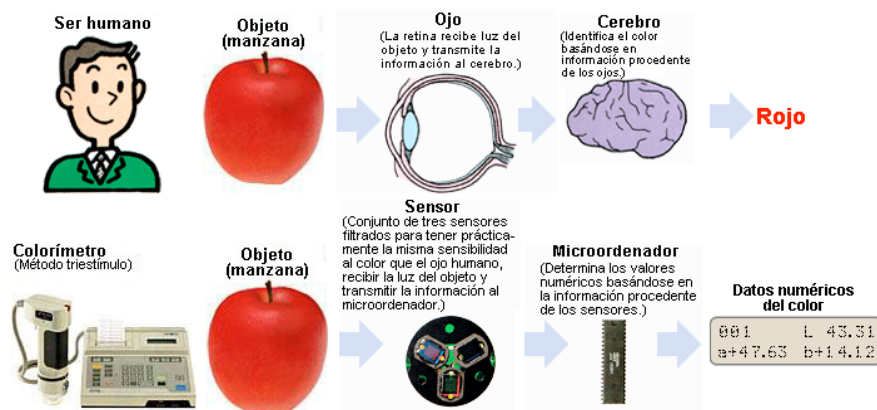 Ser humano
Objeto
(manzana)
Ojo
(La retina recibe luz del
objeto y transmite la
información al cerebro.)
Cerebro
(Identifica el color
basándose en
información procedente
de los ojos.)
Rojo
Colorímetro
(Método triestímulo)
Objeto
(manzana)
Sensor
(Conjunto de tres sensores
filtrados para tener práctica-
mente la misma sensibilidad
al color que el ojo humano,
recibir la luz del objeto y
transmitir la información al
microordenador.)
Microordenador
(Determina los valores
numéricos basándose en
la información procedente
de los sensores.)
Datos numéricos
del color
001 L 43.31
a+47.63 b+14.12